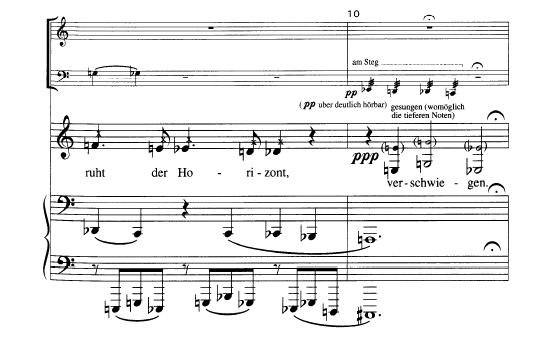 10
am Steg
pp
( pp uber deutlich hörbar)
gesungen (womöglich
die tieferen Noten)
ppp
ruht der Ho - ri - zont, ver - schwie - gen.